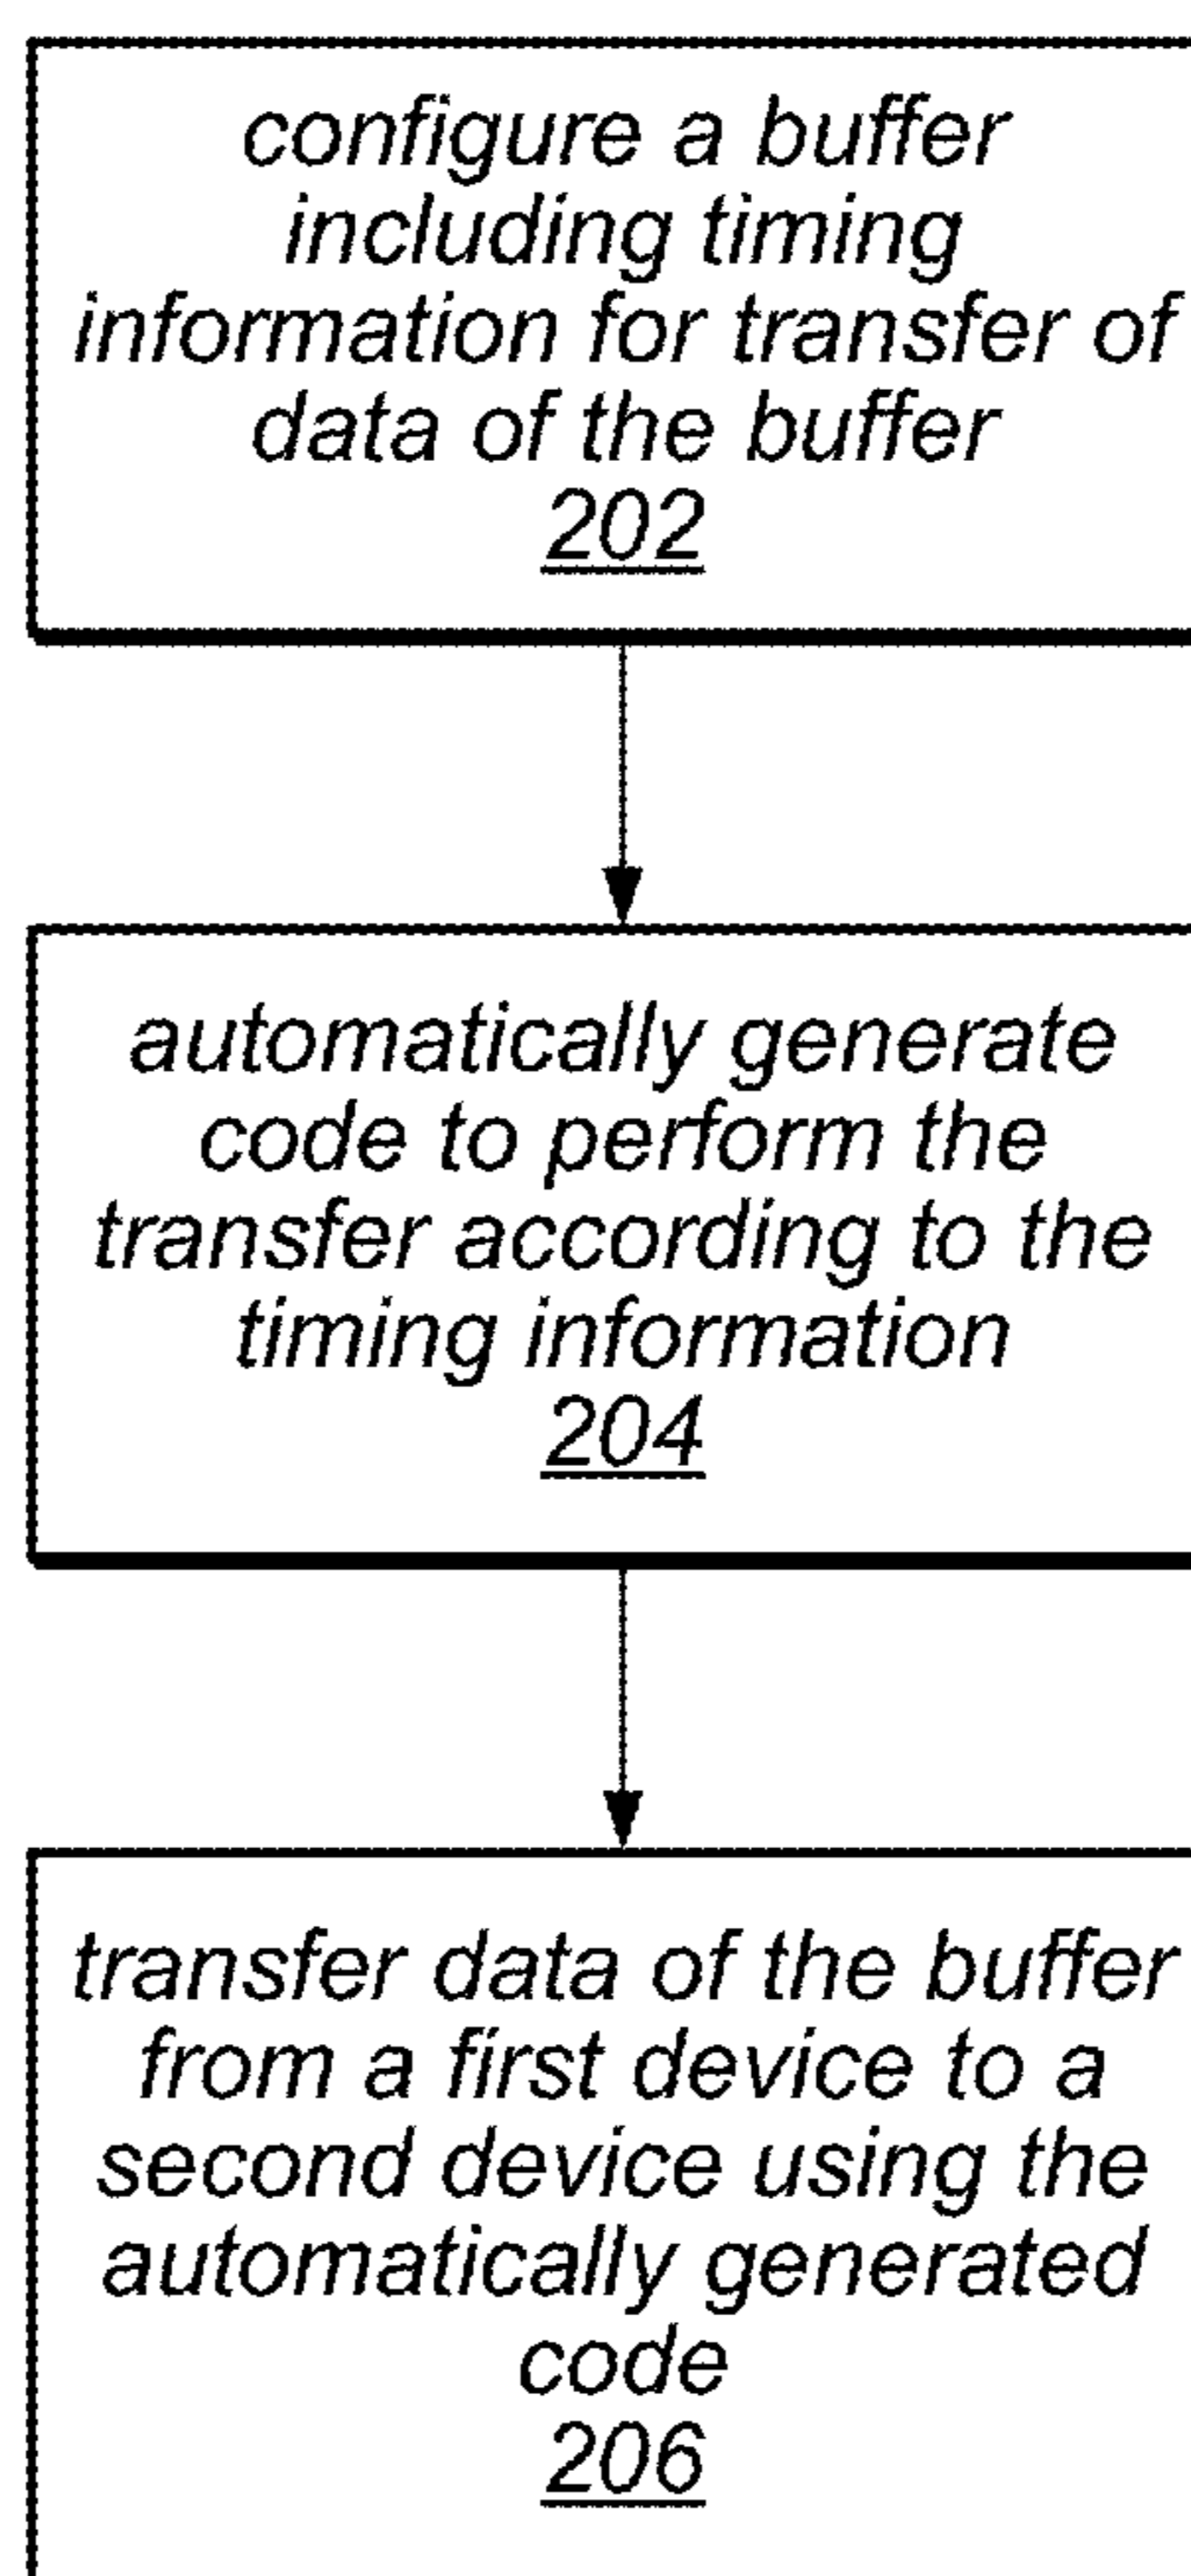 configure a buffer
including timing
information for transfer of
data of the buffer
202
automatically generate
code to perform the
transfer according to the
timing information
204
transfer data of the buffer
from a first device to a
second device using the
automatically generated
code
206